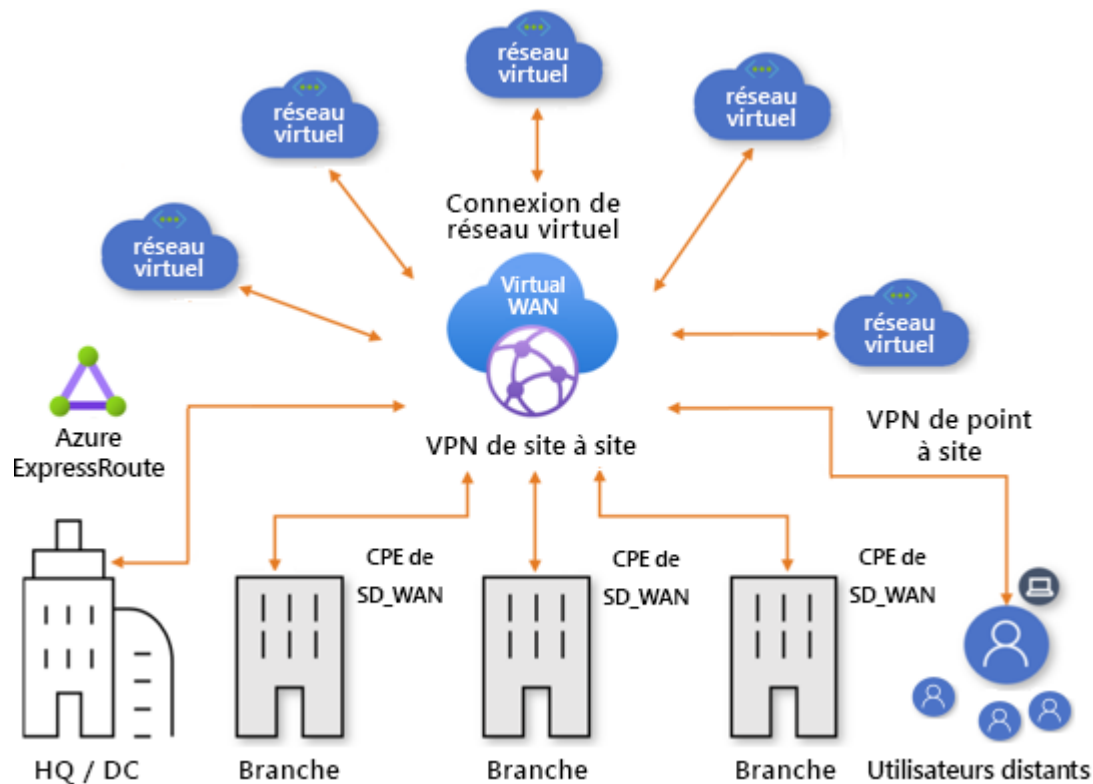 réseau
virtuel
réseau
virtuel
réseau
virtuel
réseau
virtuel
Connexion de
réseau virtuel
réseau
virtuel
Virtual
WAN
réseau
virtuel
Azure
ExpressRoute
VPN de site à site
VPN de point
à site
CPE de
SD_WAN
CPE de
SD_WAN
CPE de
SD_WAN
HQ / DC
Branche
Branche
Branche
Utilisateurs distants